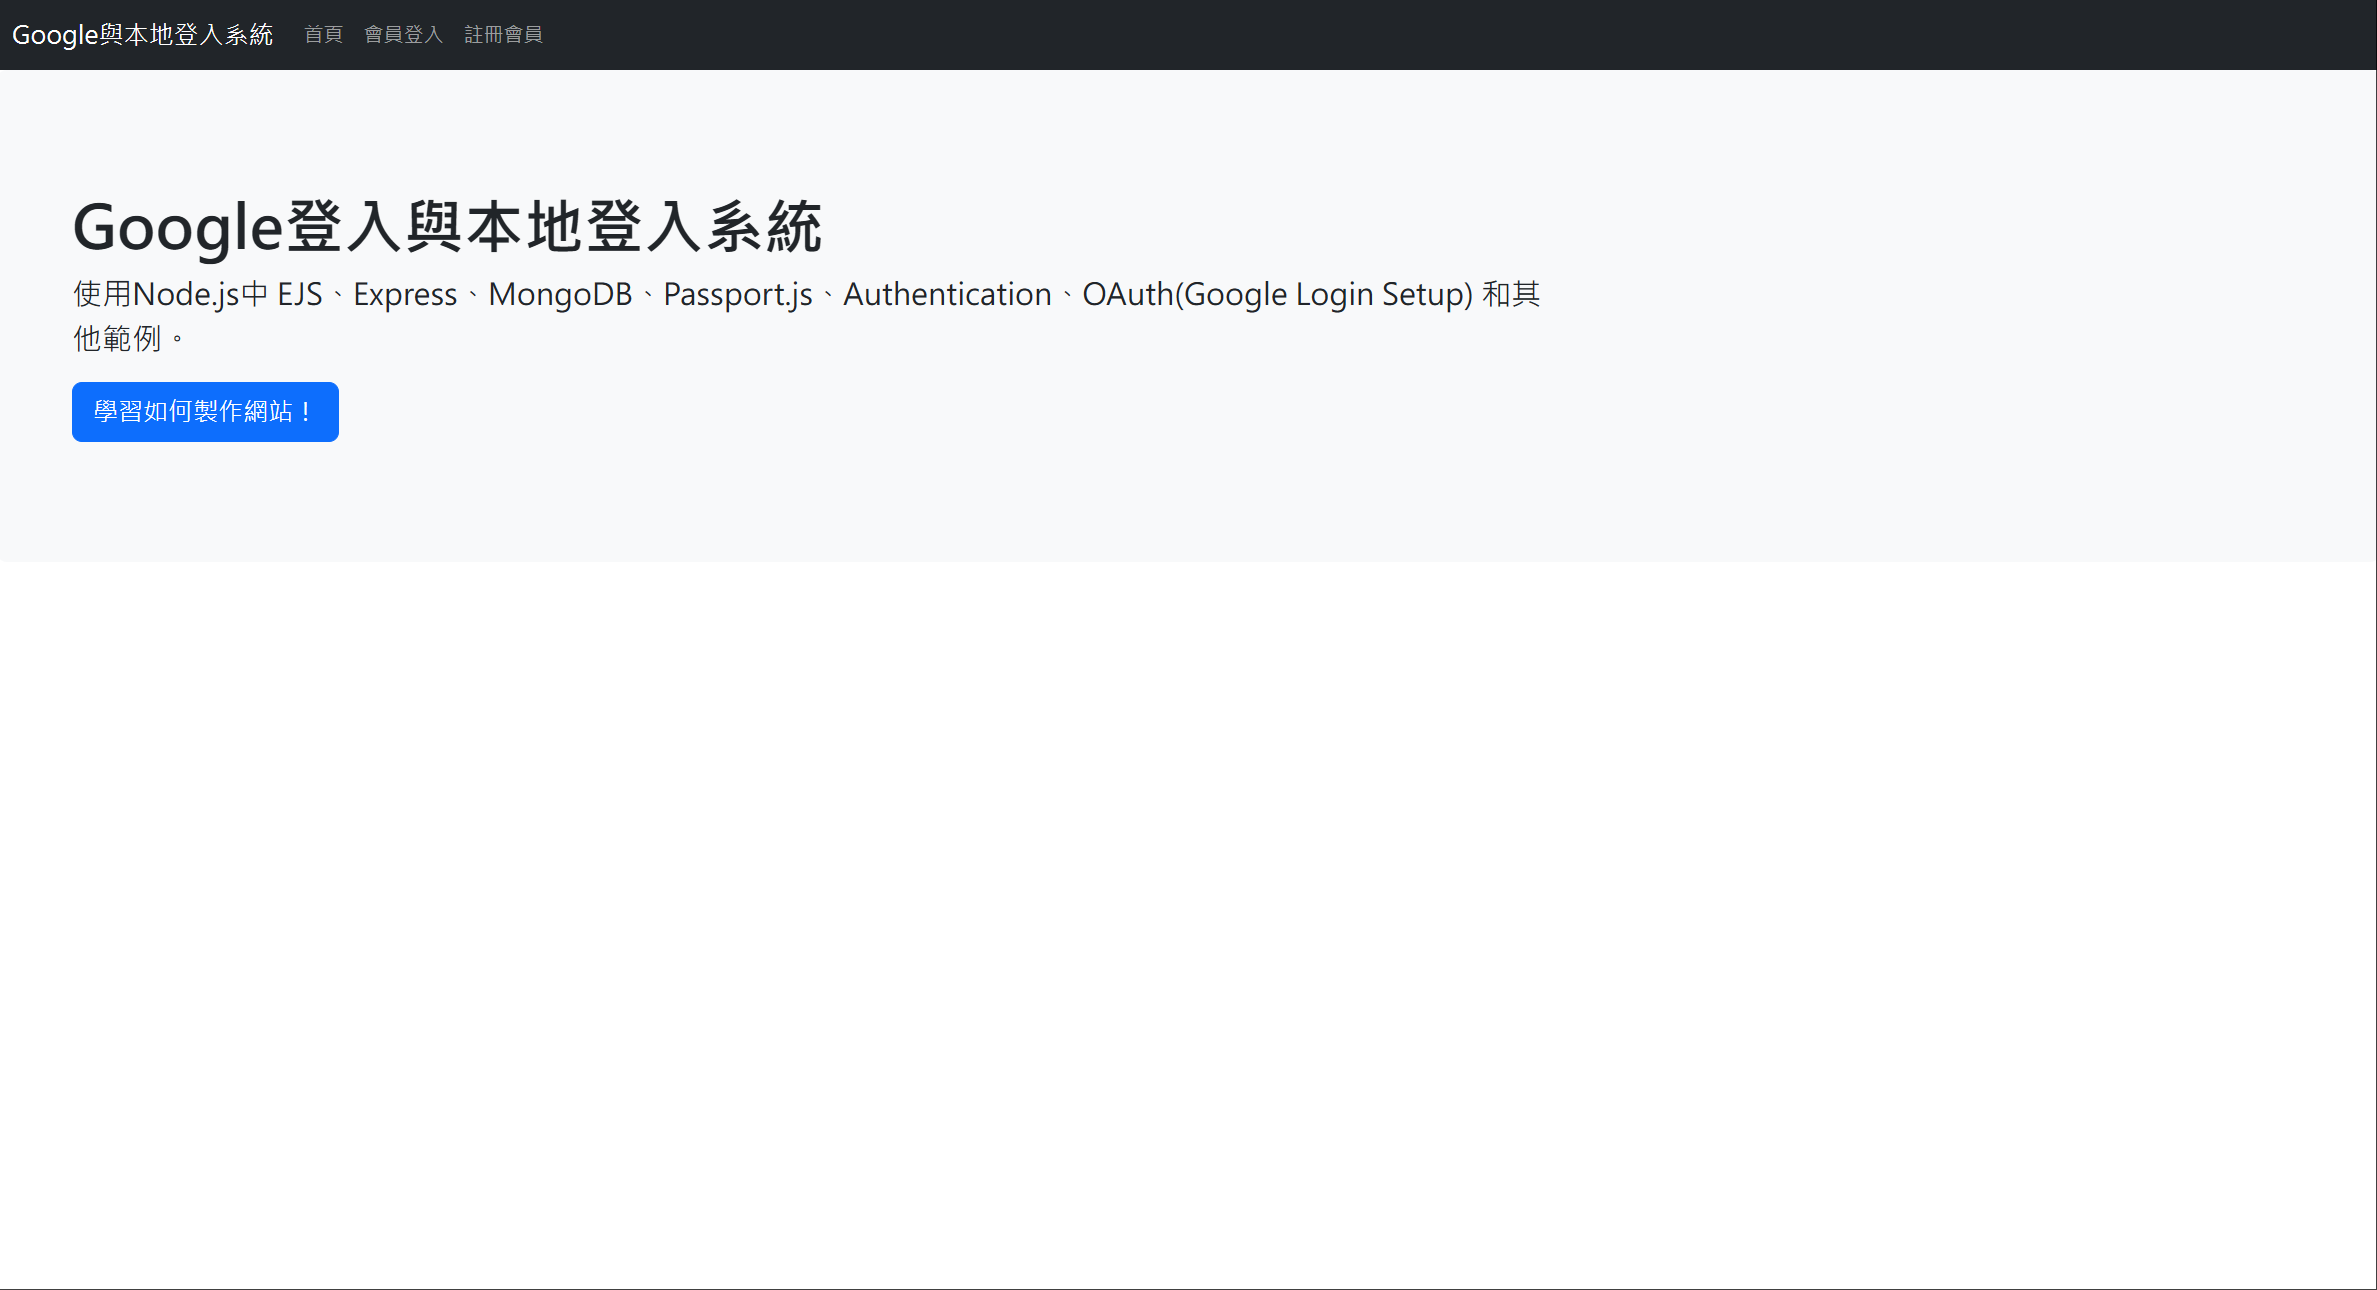 Google與本地登入系統 首頁 會員登入 註冊會員
Google登入與本地登入系統
使用Node.js中 EJS、Express、MongoDB、Passport.js、Authentication、OAuth(Google Login Setup) 和其
他範例。
學習如何製作網站！